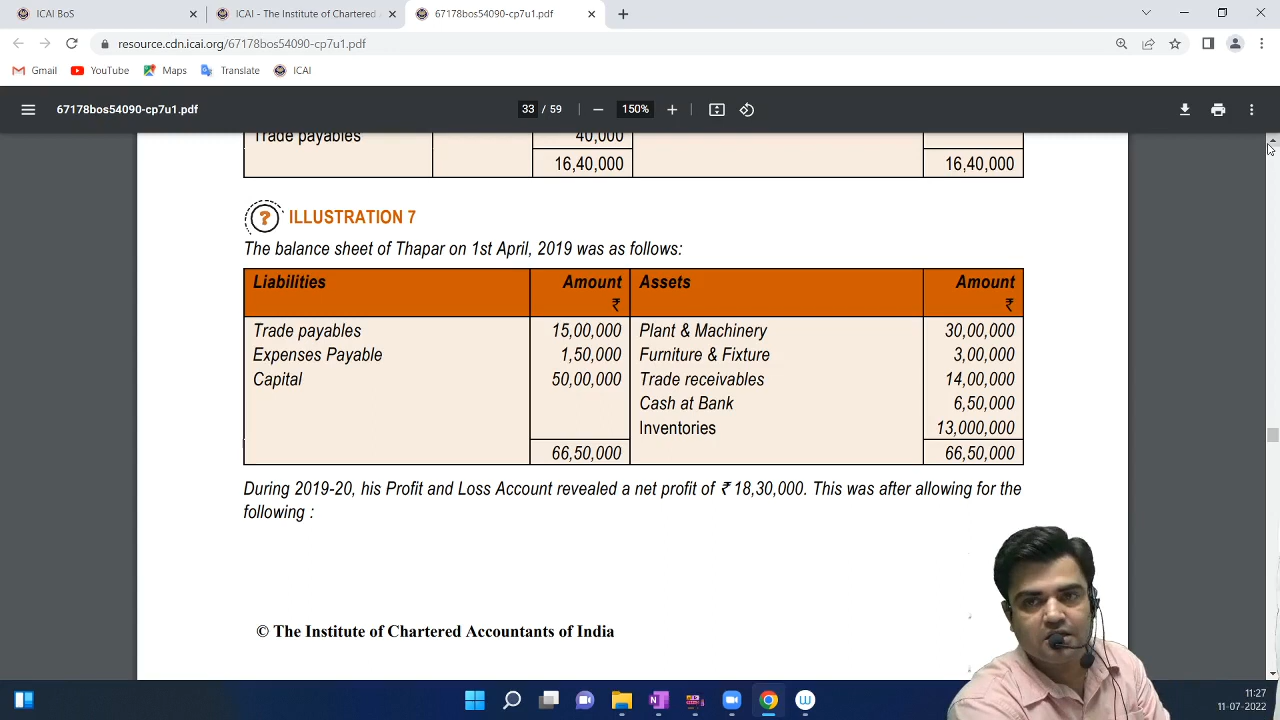 ICAI BoS
ICAI - The Institute of Chartered A
67178bos54090-cp7u1.pdf
resource.cdn.icai.org/67178bos54090-cp7u1.pdf
Gmail YouTube Maps Translate ICAI
67178bos54090-cp7u1.pdf 33 / 59 150%
Trade payables 40,000
16,40,000 16,40,000
? ILLUSTRATION 7
The balance sheet of Thapar on 1st April, 2019 was as follows:
Liabilities Amount Assets Amount
₹ ₹
Trade payables 15,00,000 Plant & Machinery 30,00,000
Expenses Payable 1,50,000 Furniture & Fixture 3,00,000
Capital 50,00,000 Trade receivables 14,00,000
Cash at Bank 6,50,000
Inventories 13,000,000
66,50,000 66,50,000
During 2019-20, his Profit and Loss Account revealed a net profit of ₹ 18,30,000. This was after allowing for the
following :
© The Institute of Chartered Accountants of India
11:27
11-07-2022